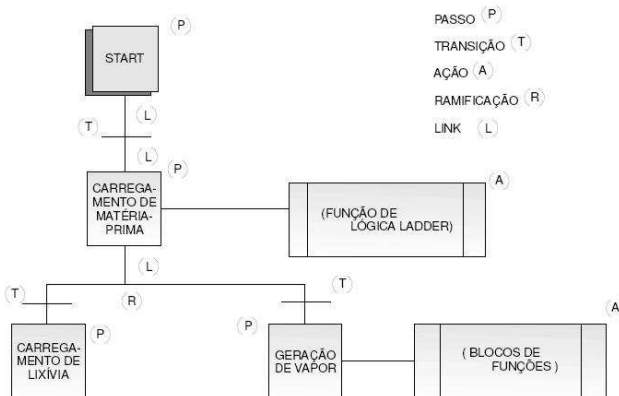 (P)
START
PASSO (P)
TRANSIÇÃO (T)
AÇÃO (A)
RAMIFICAÇÃO (R)
LINK (L)
(L)
(T)
(L)
(P)
CARREGA-
MENTO DE
MATÉRIA-
PRIMA
(A)
(FUNÇÃO DE
LÓGICA LADDER)
(L)
(T)
(R)
(T)
(P)
CARREGA-
MENTO DE
LIXÍVIA
(P)
GERAÇÃO
DE VAPOR
(A
( BLOCOS DE
FUNÇÕES )